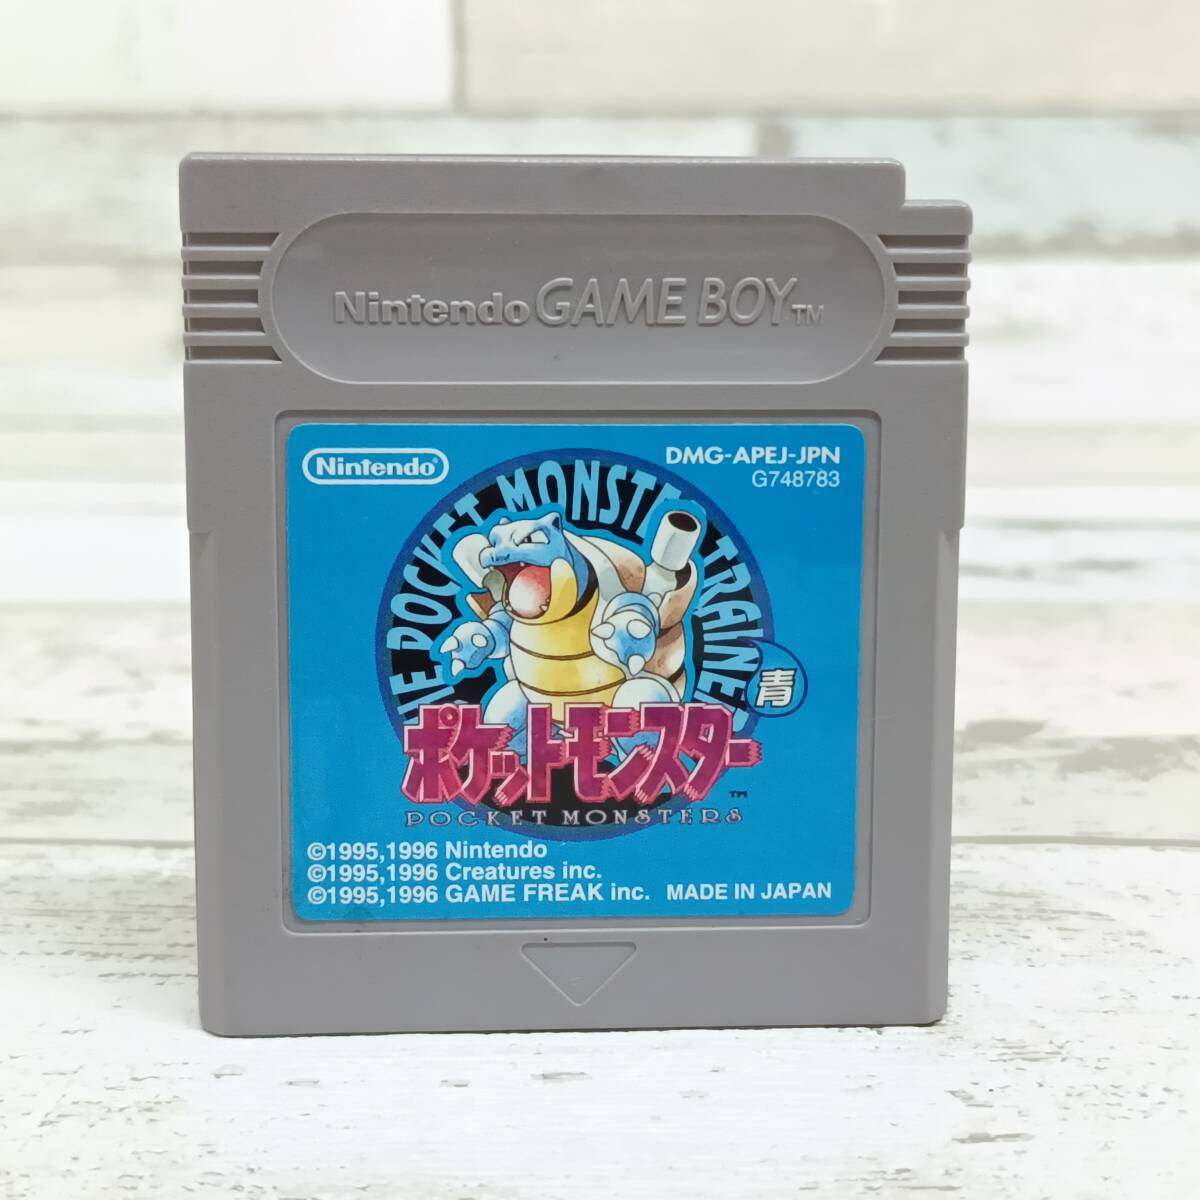 Nintendo GAME BOY™
Nintendo
DMG-APEJ-JPN
G748783
THE POCKET MONSTER TRAINER
青
ポケットモンスター
™
POCKET MONSTERS
©1995,1996 Nintendo
©1995,1996 Creatures inc.
©1995,1996 GAME FREAK inc. MADE IN JAPAN